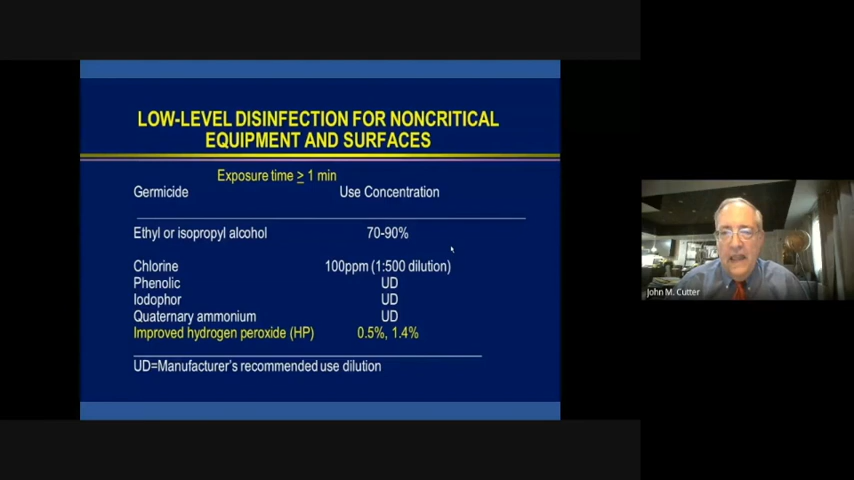 LOW-LEVEL DISINFECTION FOR NONCRITICAL
EQUIPMENT AND SURFACES
Exposure time ≥ 1 min
Germicide Use Concentration
Ethyl or isopropyl alcohol 70-90%
Chlorine 100ppm (1:500 dilution)
Phenolic UD
Iodophor UD
Quaternary ammonium UD
Improved hydrogen peroxide (HP) 0.5%, 1.4%
UD=Manufacturer's recommended use dilution
John M. Cutter